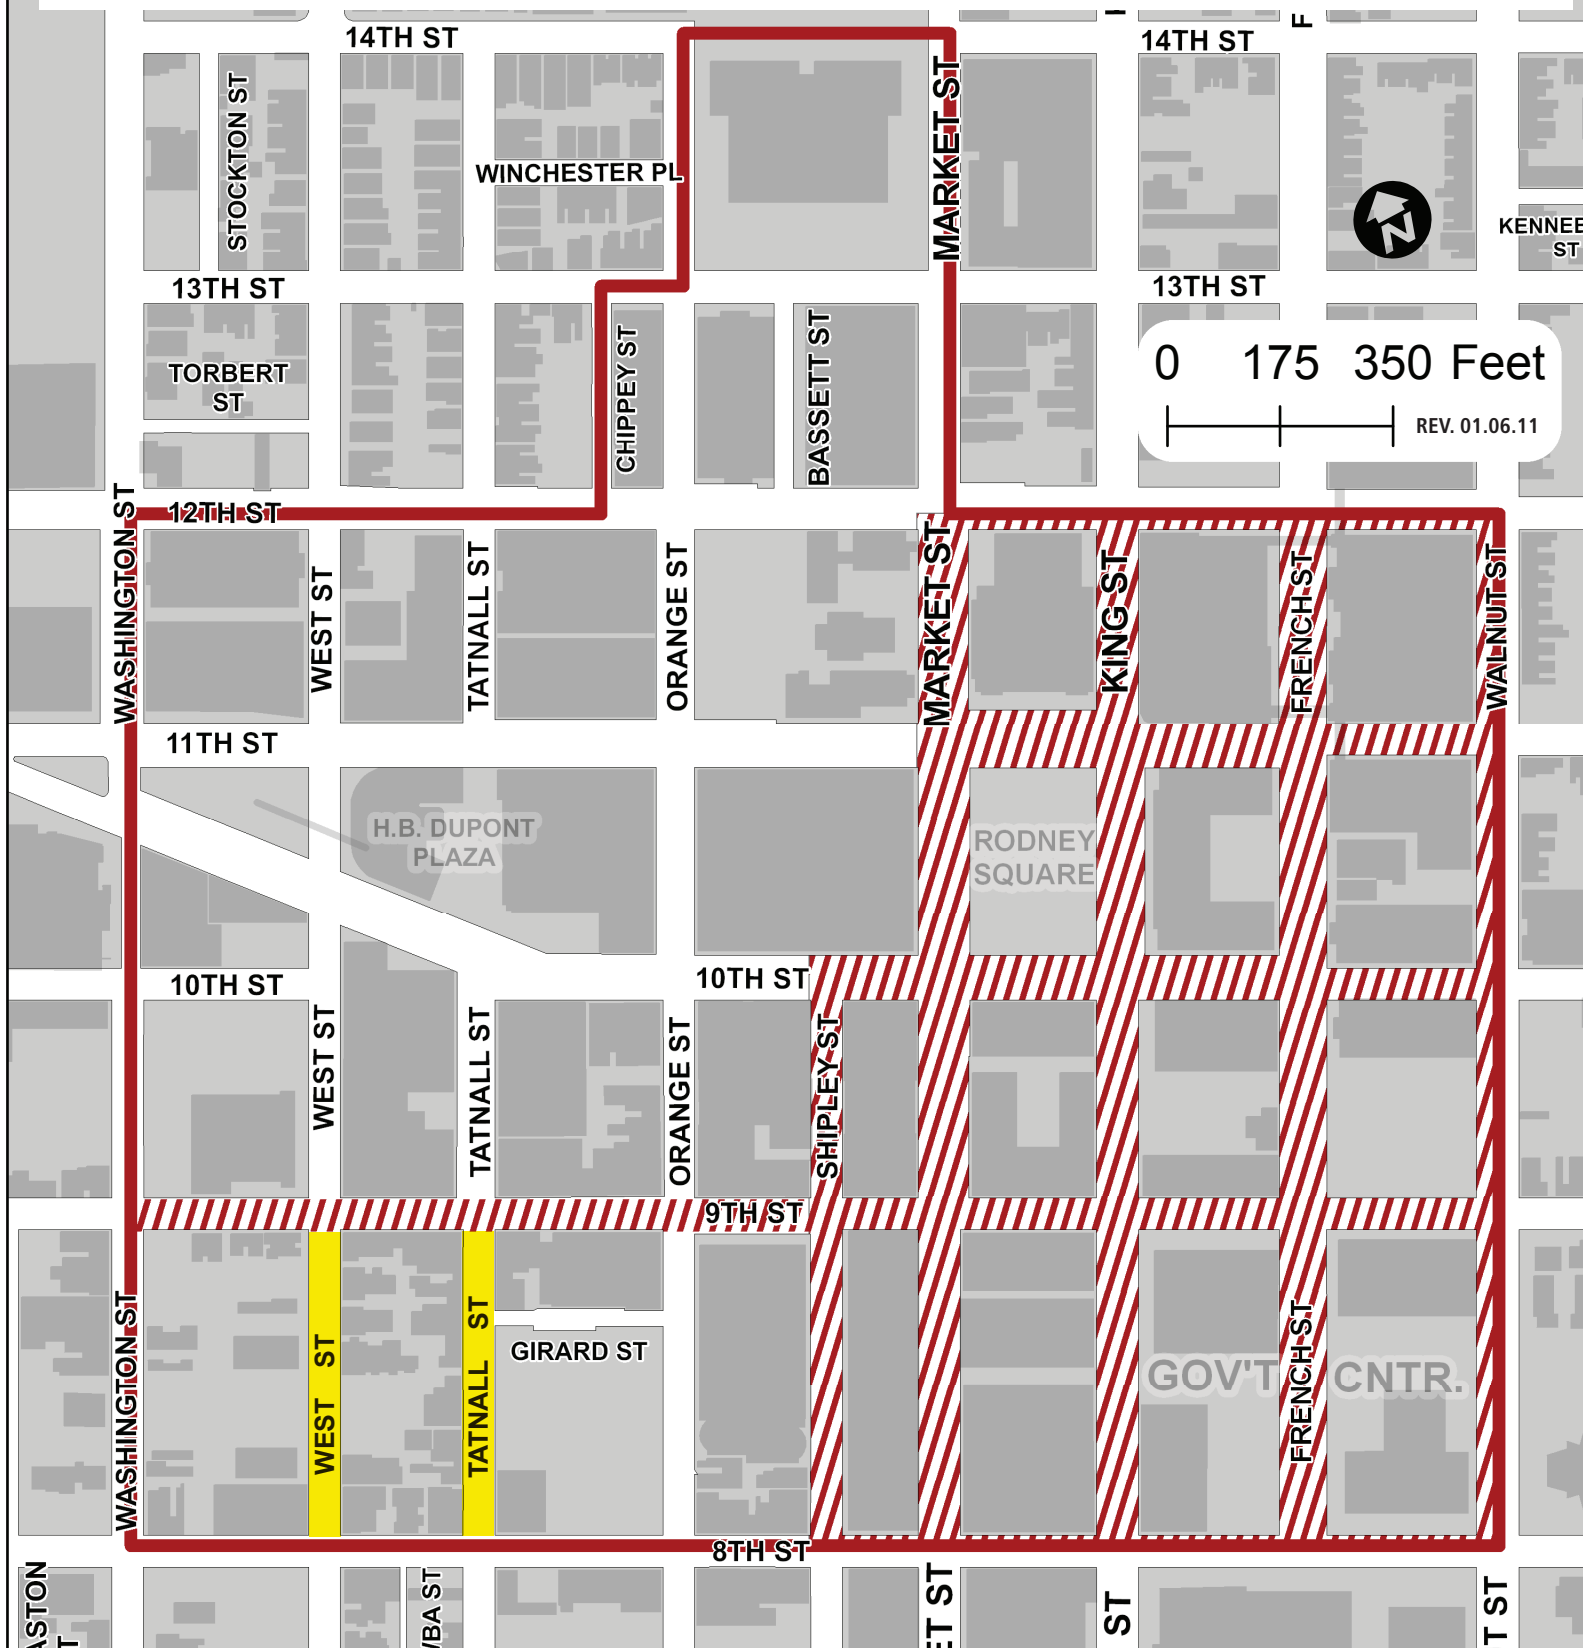 14TH ST
14TH ST
STOCKTON ST
MARKET ST
WINCHESTER PL
N
ST
13TH ST
13TH ST
CHIPPEY ST
BASSETT ST
0 175 350 Feet
TORBERT
ST
REV. 01.06.11
12TH ST
WASHINGTON ST
WEST ST
TATNALL ST
ORANGE ST
MARKET ST
KING ST
FRENCH ST
WALNUT ST
11TH ST
H.B. DUPONT
PLAZA
RODNEY
SQUARE
10TH ST
10TH ST
WEST ST
TATNALL ST
ORANGE ST
SHIPLEY ST
9TH ST
WASHINGTON ST
WEST ST
TATNALL ST
GIRARD ST
GOV'T CNTR.
FRENCH ST
8TH ST
ST
ST
ST